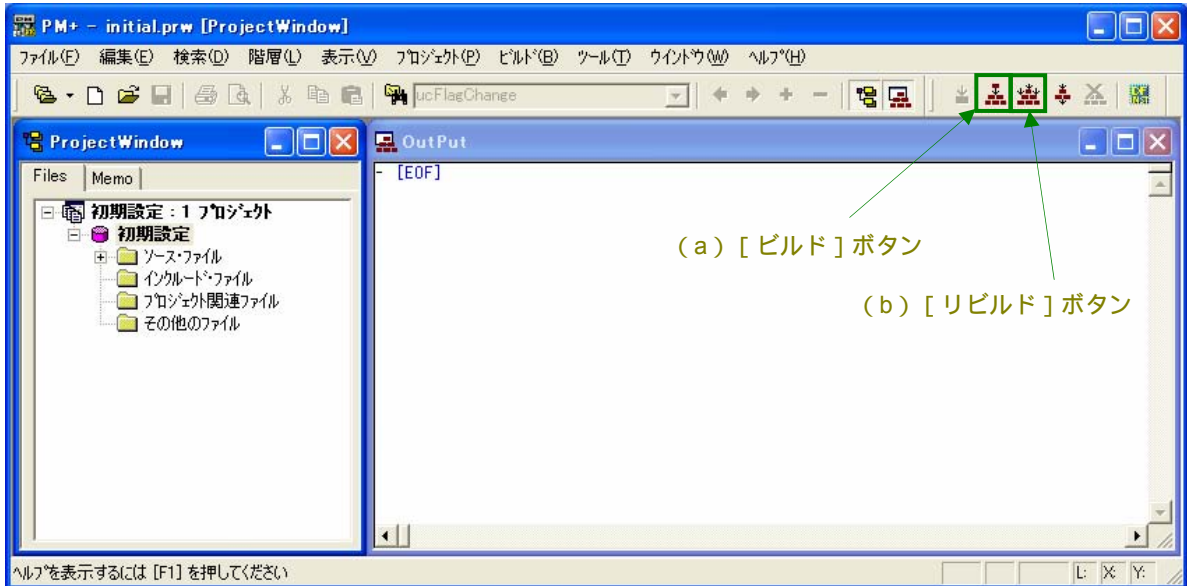 PM+ - initial.prw [ProjectWindow]
ファイル(F) 編集(E) 検索(D) 階層(L) 表示(V) プロジェクト(P) ビルド(B) ツール(T) ウインドウ(W) ヘルプ(H)
ucFlagChange
ProjectWindow
OutPut
Files Memo
- [EOF]
初期設定 : 1 プロジェクト
初期設定
ソース・ファイル
インクルード・ファイル
プロジェクト関連ファイル
その他のファイル
(a) [ビルド] ボタン
(b) [リビルド] ボタン
ヘルプを表示するには [F1] を押してください
L: X: Y: